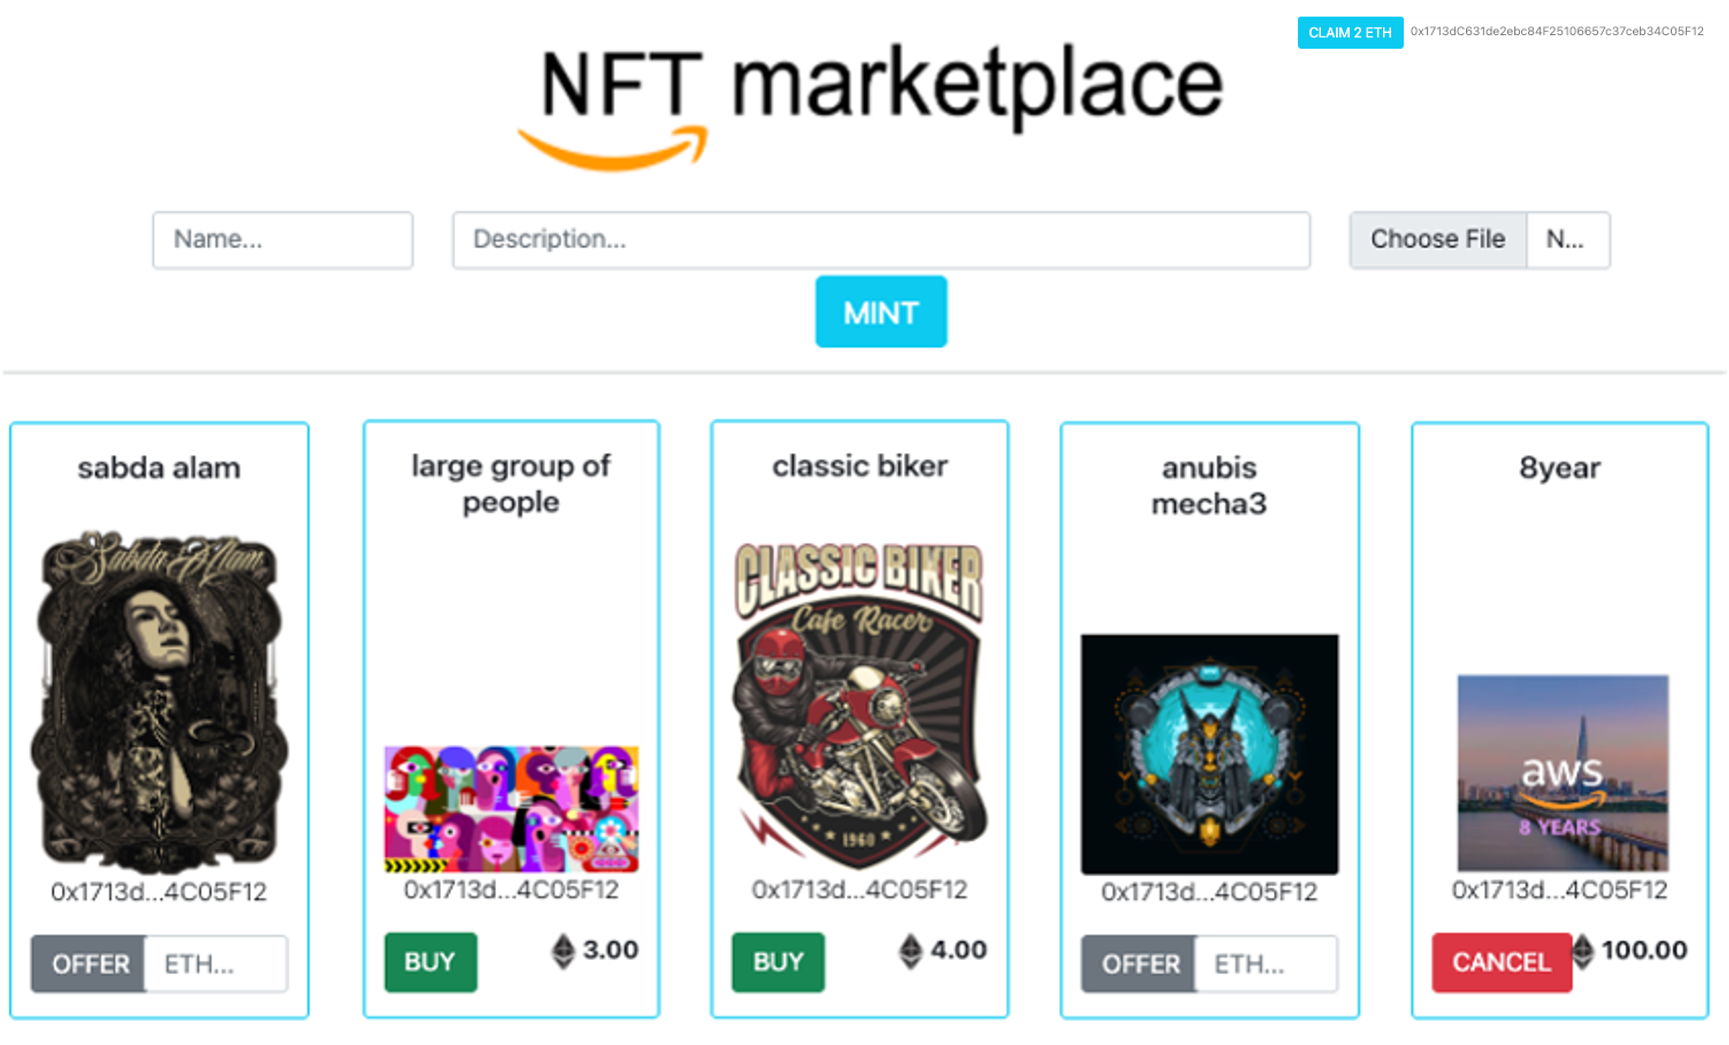 CLAIM 2 ETH 0x1713dC631de2ebc84F25106657c37ceb34C05F12
NFT marketplace
Name... Description... Choose File N...
MINT
sabda alam
Sabda Alam
0x1713d...4C05F12
OFFER ETH...
large group of
people
0x1713d...4C05F12
BUY 3.00
classic biker
CLASSIC BIKER
Cafe Racer
1960
0x1713d...4C05F12
BUY 4.00
anubis
mecha3
0x1713d...4C05F12
OFFER ETH...
8year
aws
8 YEARS
0x1713d...4C05F12
CANCEL 100.00